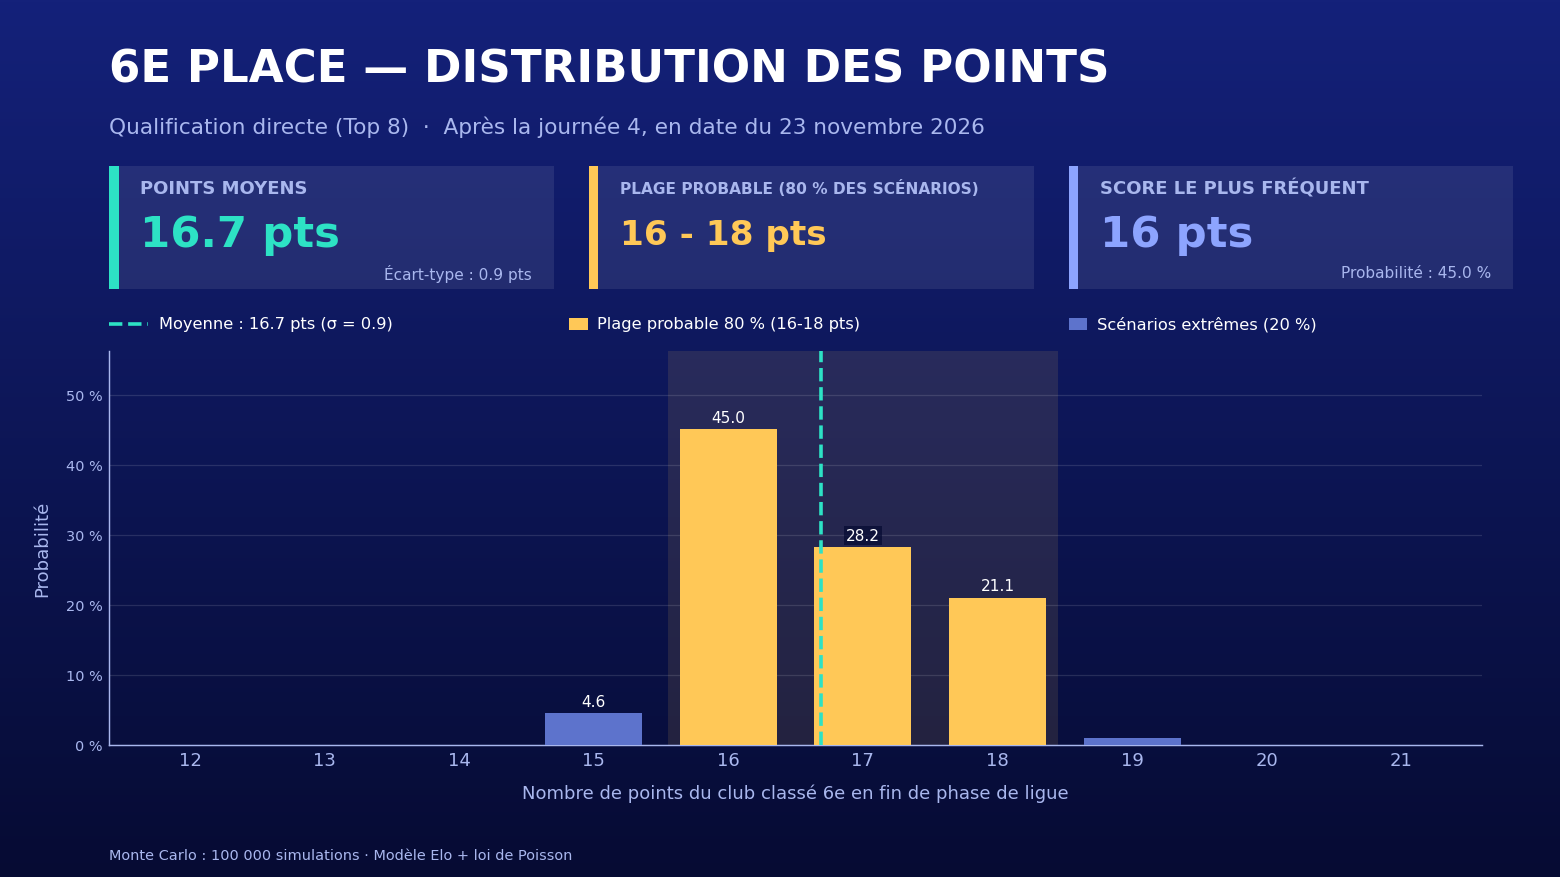 6E PLACE — DISTRIBUTION DES POINTS
Qualification directe (Top 8) · Après la journée 4, en date du 23 novembre 2026
POINTS MOYENS
16.7 pts
Écart-type : 0.9 pts
PLAGE PROBABLE (80 % DES SCÉNARIOS)
16 - 18 pts
SCORE LE PLUS FRÉQUENT
16 pts
Probabilité : 45.0 %
Moyenne : 16.7 pts (σ = 0.9)
Plage probable 80 % (16-18 pts)
Scénarios extrêmes (20 %)
Probabilité
50 %
40 %
30 %
20 %
10 %
0 %
4.6
45.0
28.2
21.1
12 13 14 15 16 17 18 19 20 21
Nombre de points du club classé 6e en fin de phase de ligue
Monte Carlo : 100 000 simulations · Modèle Elo + loi de Poisson